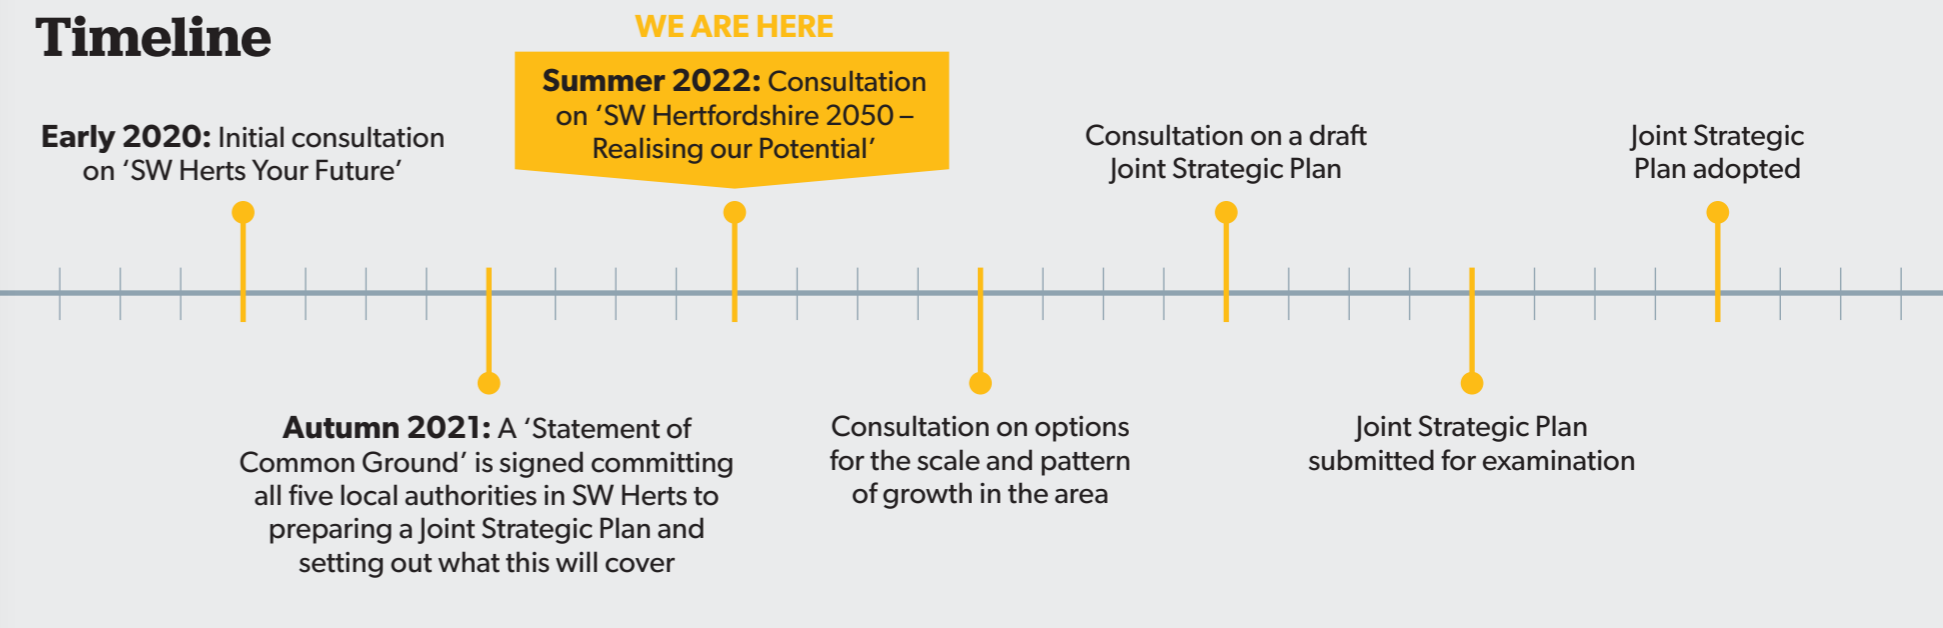 Timeline
Early 2020: Initial consultation
on ‘SW Herts Your Future’
WE ARE HERE
Summer 2022: Consultation
on ‘SW Hertfordshire 2050 –
Realising our Potential’
Consultation on a draft
Joint Strategic Plan
Joint Strategic
Plan adopted
Autumn 2021: A ‘Statement of
Common Ground’ is signed committing
all five local authorities in SW Herts to
preparing a Joint Strategic Plan and
setting out what this will cover
Consultation on options
for the scale and pattern
of growth in the area
Joint Strategic Plan
submitted for examination